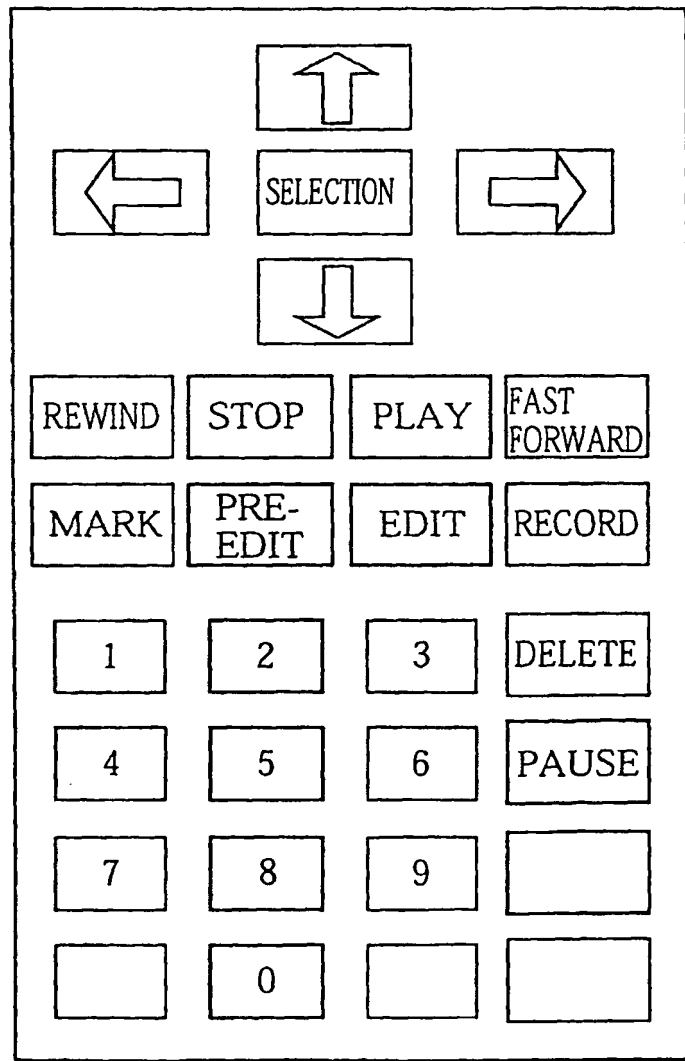 SELECTION
REWIND STOP PLAY FAST FORWARD
MARK PRE-EDIT EDIT RECORD
1 2 3 DELETE
4 5 6 PAUSE
7 8 9
0